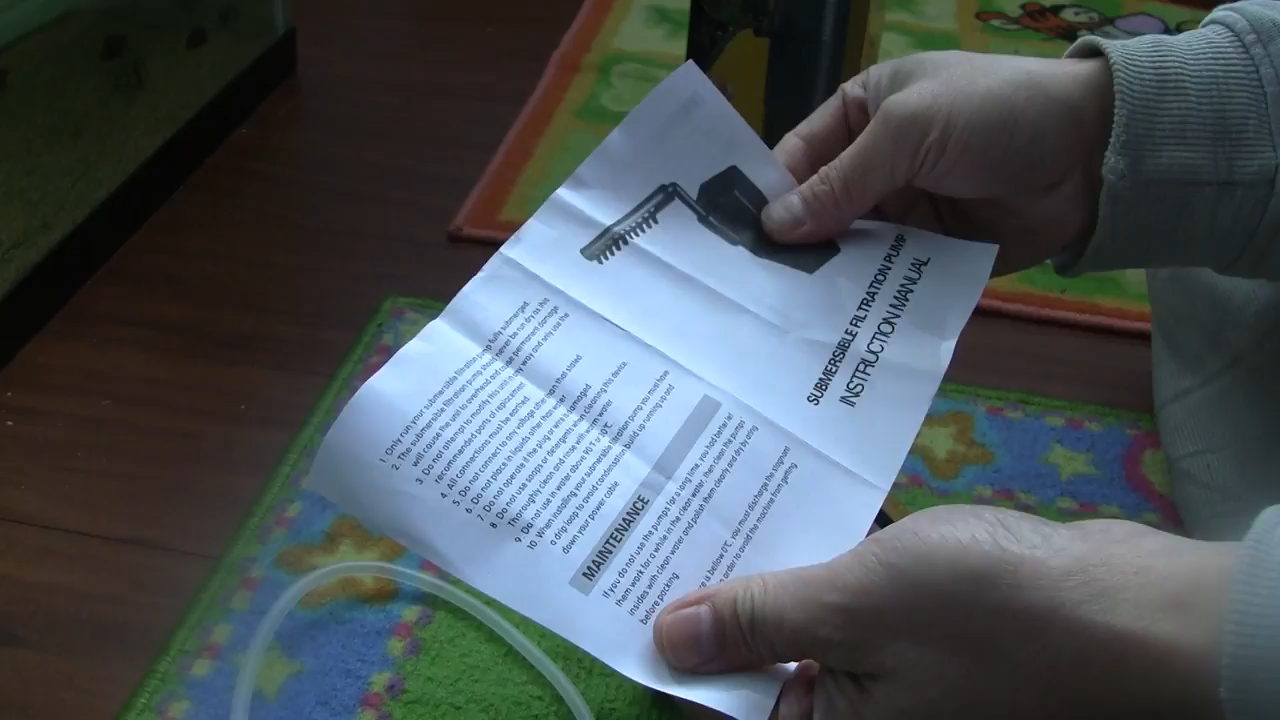 SUBMERSIBLE FILTRATION PUMP
INSTRUCTION MANUAL
1. Only run your submersible filtration pump fully submerged.
2. The submersible filtration pump should never be run dry as this
will cause the unit to overheat and cause permanent damage
3. Do not attempt to modify this unit in any way and only use the
recommended parts of replacement.
4. All connections must be earthed.
5. Do not connect to any voltage other than that stated.
6. Do not place in liquids other than water
7. Do not operate if the plug or wire is damaged.
8. Do not use soaps or detergents when cleaning this device.
Thoroughly clean and rinse with warm water
9. Do not use in water above
10. When installing your submersible filtration pump you must have
a drip loop to avoid condensation build up running up and
down your power cable.
MAINTENANCE
If you do not use the pumps for a long time, you had better let
them work for a while the clean water, then clean the pumps'
insides with clean water and polish them clearly and dry by airing
before packing
re is bellow 0℃, you must discharge the stagnant
order to avoid the machine from getting